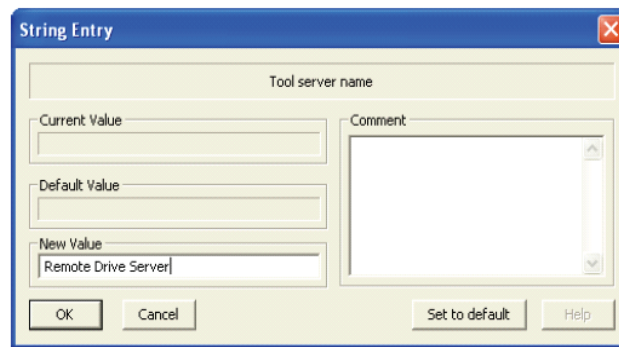 String Entry
Tool server name
Current Value
Comment
Default Value
New Value
Remote Drive Server
OK
Cancel
Set to default
Help